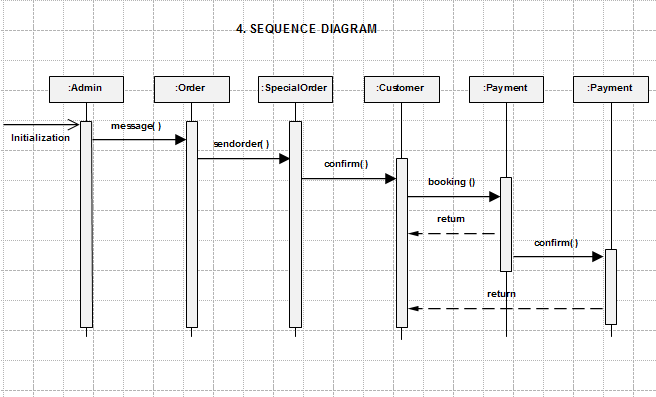 4. SEQUENCE DIAGRAM
:Admin
:Order
:SpecialOrder
:Customer
:Payment
:Payment
Initialization
message( )
sendorder( )
confirm( )
booking ()
return
confirm( )
return